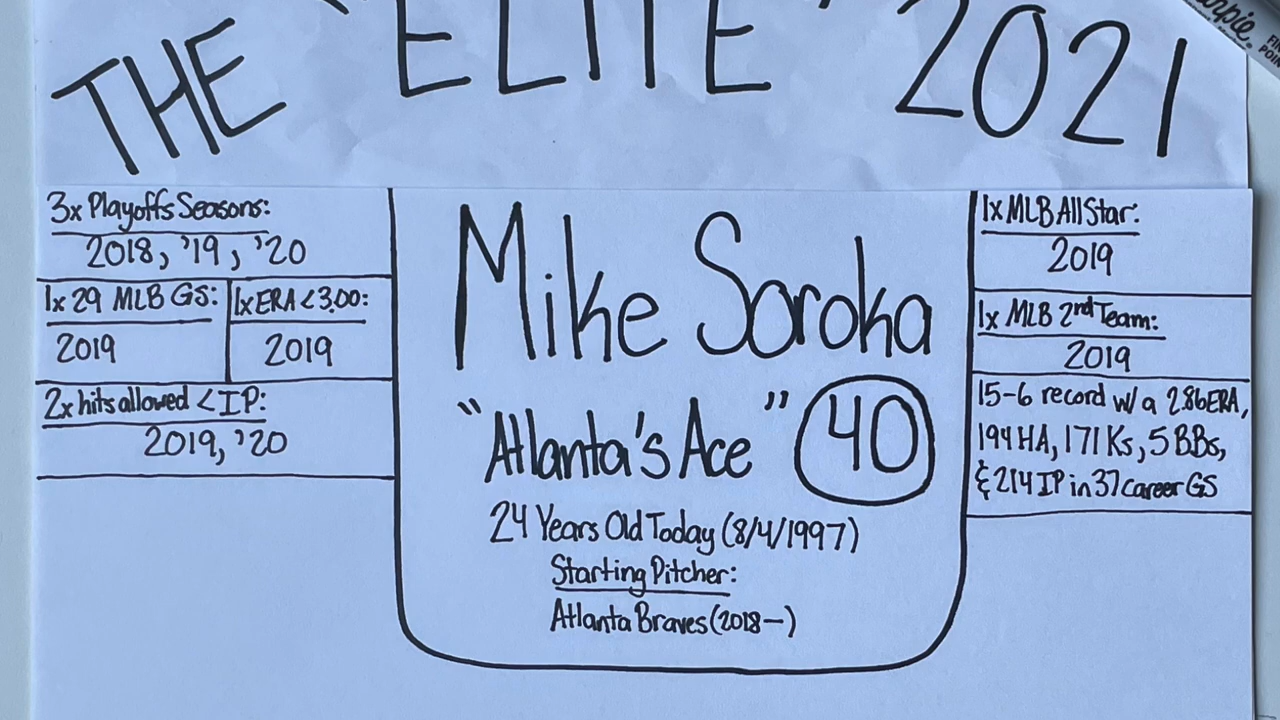 THE "ELITE" 2021
3x Playoffs Seasons:
2018, '19, '20
1x 29 MLB GS:
2019
1x ERA < 3.00:
2019
2x hits allowed < IP:
2019, '20
Mike Soroka
"Atlanta's Ace" 40
24 Years Old Today (8/4/1997)
Starting Pitcher:
Atlanta Braves (2018-)
1x MLB All Star:
2019
1x MLB 2nd Team:
2019
15-6 record w/ a 2.86 ERA,
194 HA, 171 Ks, 5 BBs,
& 214 IP in 37 career GS